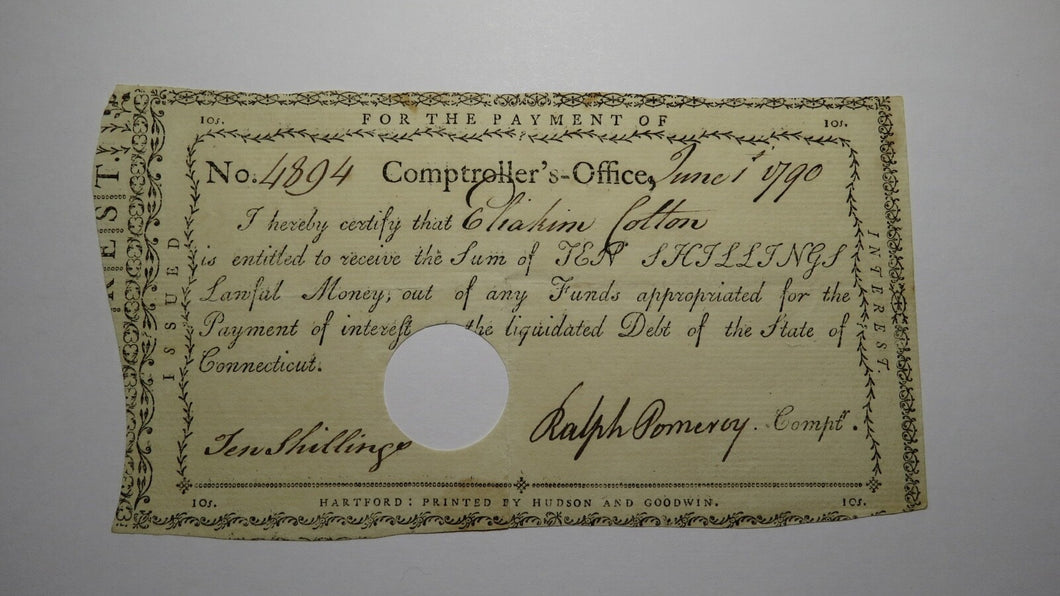 10s. FOR THE PAYMENT OF 10s.
No. 4894 Comptroller's-Office, June 1st 1790
I hereby certify that Eliakim Colton
is entitled to receive the Sum of TEN SHILLINGS
Lawful Money, out of any Funds appropriated for the
Payment of interest the liquidated Debt of the State of
Connecticut.
Ralph Pomeroy. Compt.
Ten Shillings
10s. HARTFORD: PRINTED BY HUDSON AND GOODWIN. 10s.
ISSUED
INTEREST.
REST.